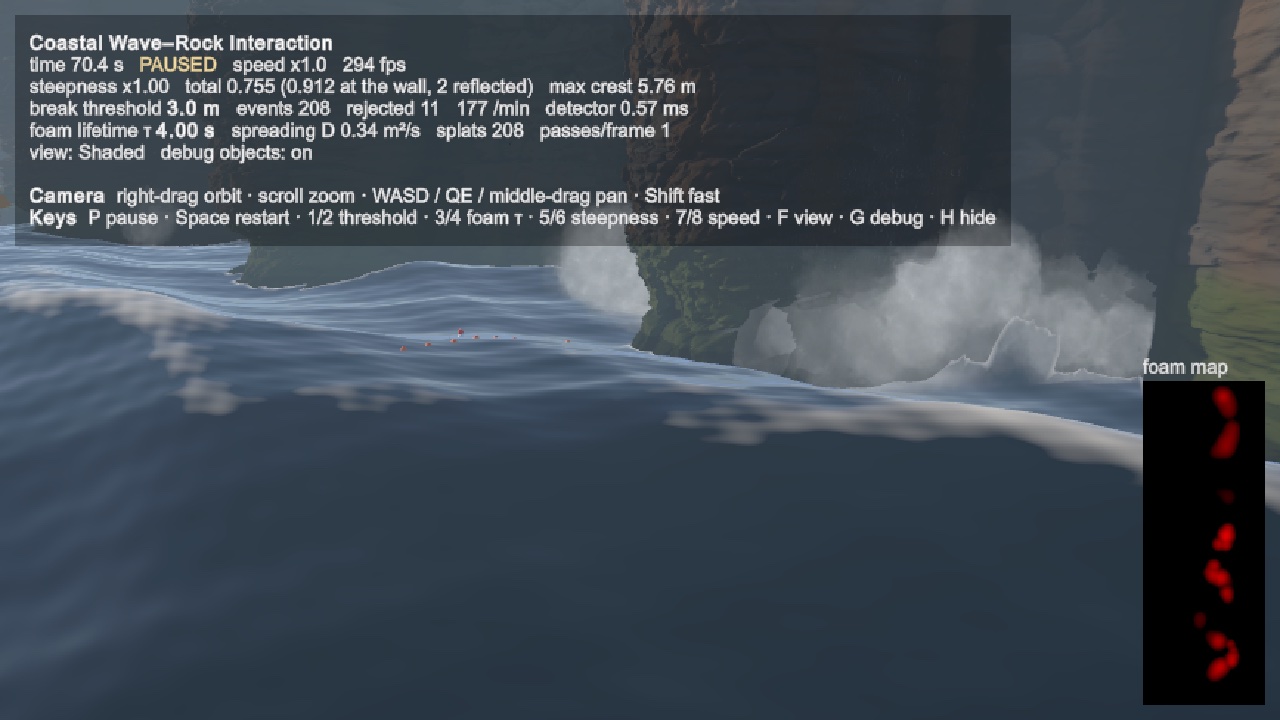 Coastal Wave–Rock Interaction
time 70.4 s PAUSED speed x1.0 294 fps
steepness x1.00 total 0.755 (0.912 at the wall, 2 reflected) max crest 5.76 m
break threshold 3.0 m events 208 rejected 11 177 /min detector 0.57 ms
foam lifetime τ 4.00 s spreading D 0.34 m²/s splats 208 passes/frame 1
view: Shaded debug objects: on
Camera right-drag orbit · scroll zoom · WASD / QE / middle-drag pan · Shift fast
Keys P pause · Space restart · 1/2 threshold · 3/4 foam τ · 5/6 steepness · 7/8 speed · F view · G debug · H hide
foam map